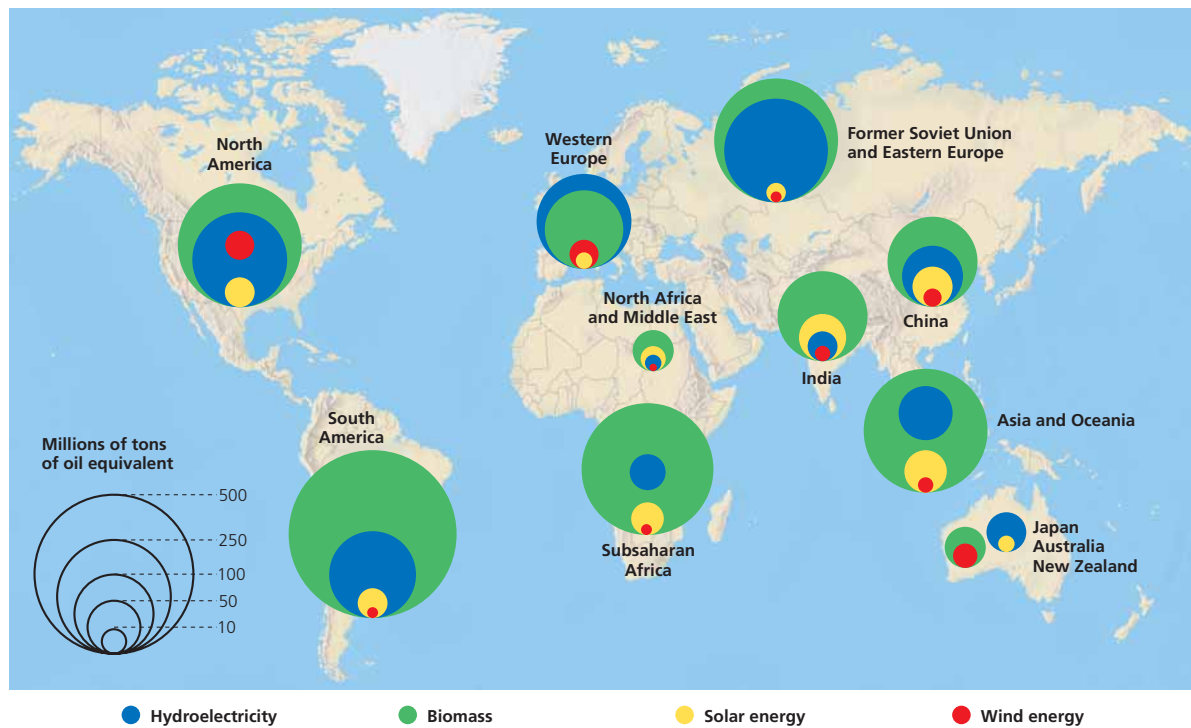 North
America
Western
Europe
Former Soviet Union
and Eastern Europe
North Africa
and Middle East
China
India
South
America
Asia and Oceania
Subsaharan
Africa
Japan
Australia
New Zealand
Millions of tons
of oil equivalent
500
250
100
50
10
Hydroelectricity
Biomass
Solar energy
Wind energy